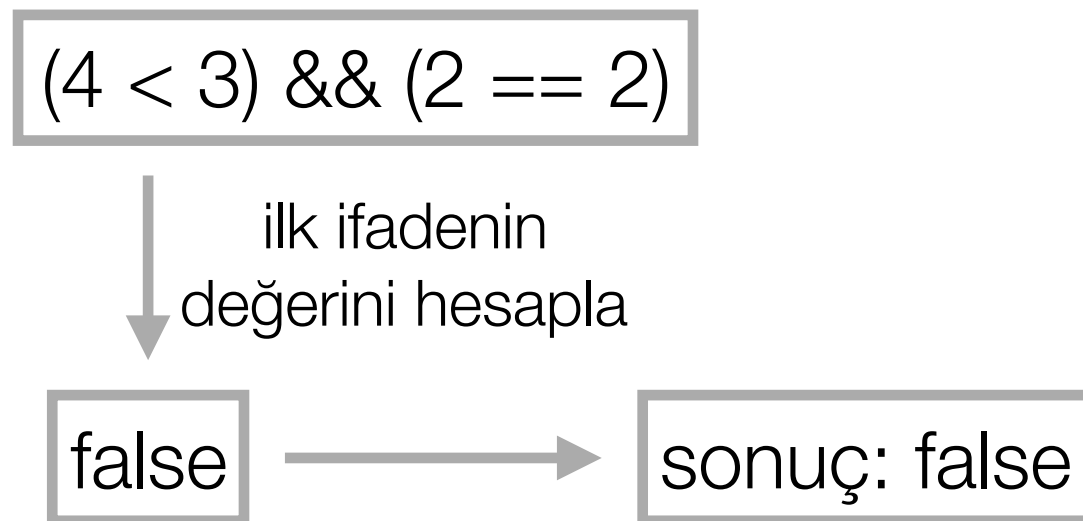 (4 < 3) && (2 == 2)
ilk ifadenin
değerini hesapla
false
sonuç: false